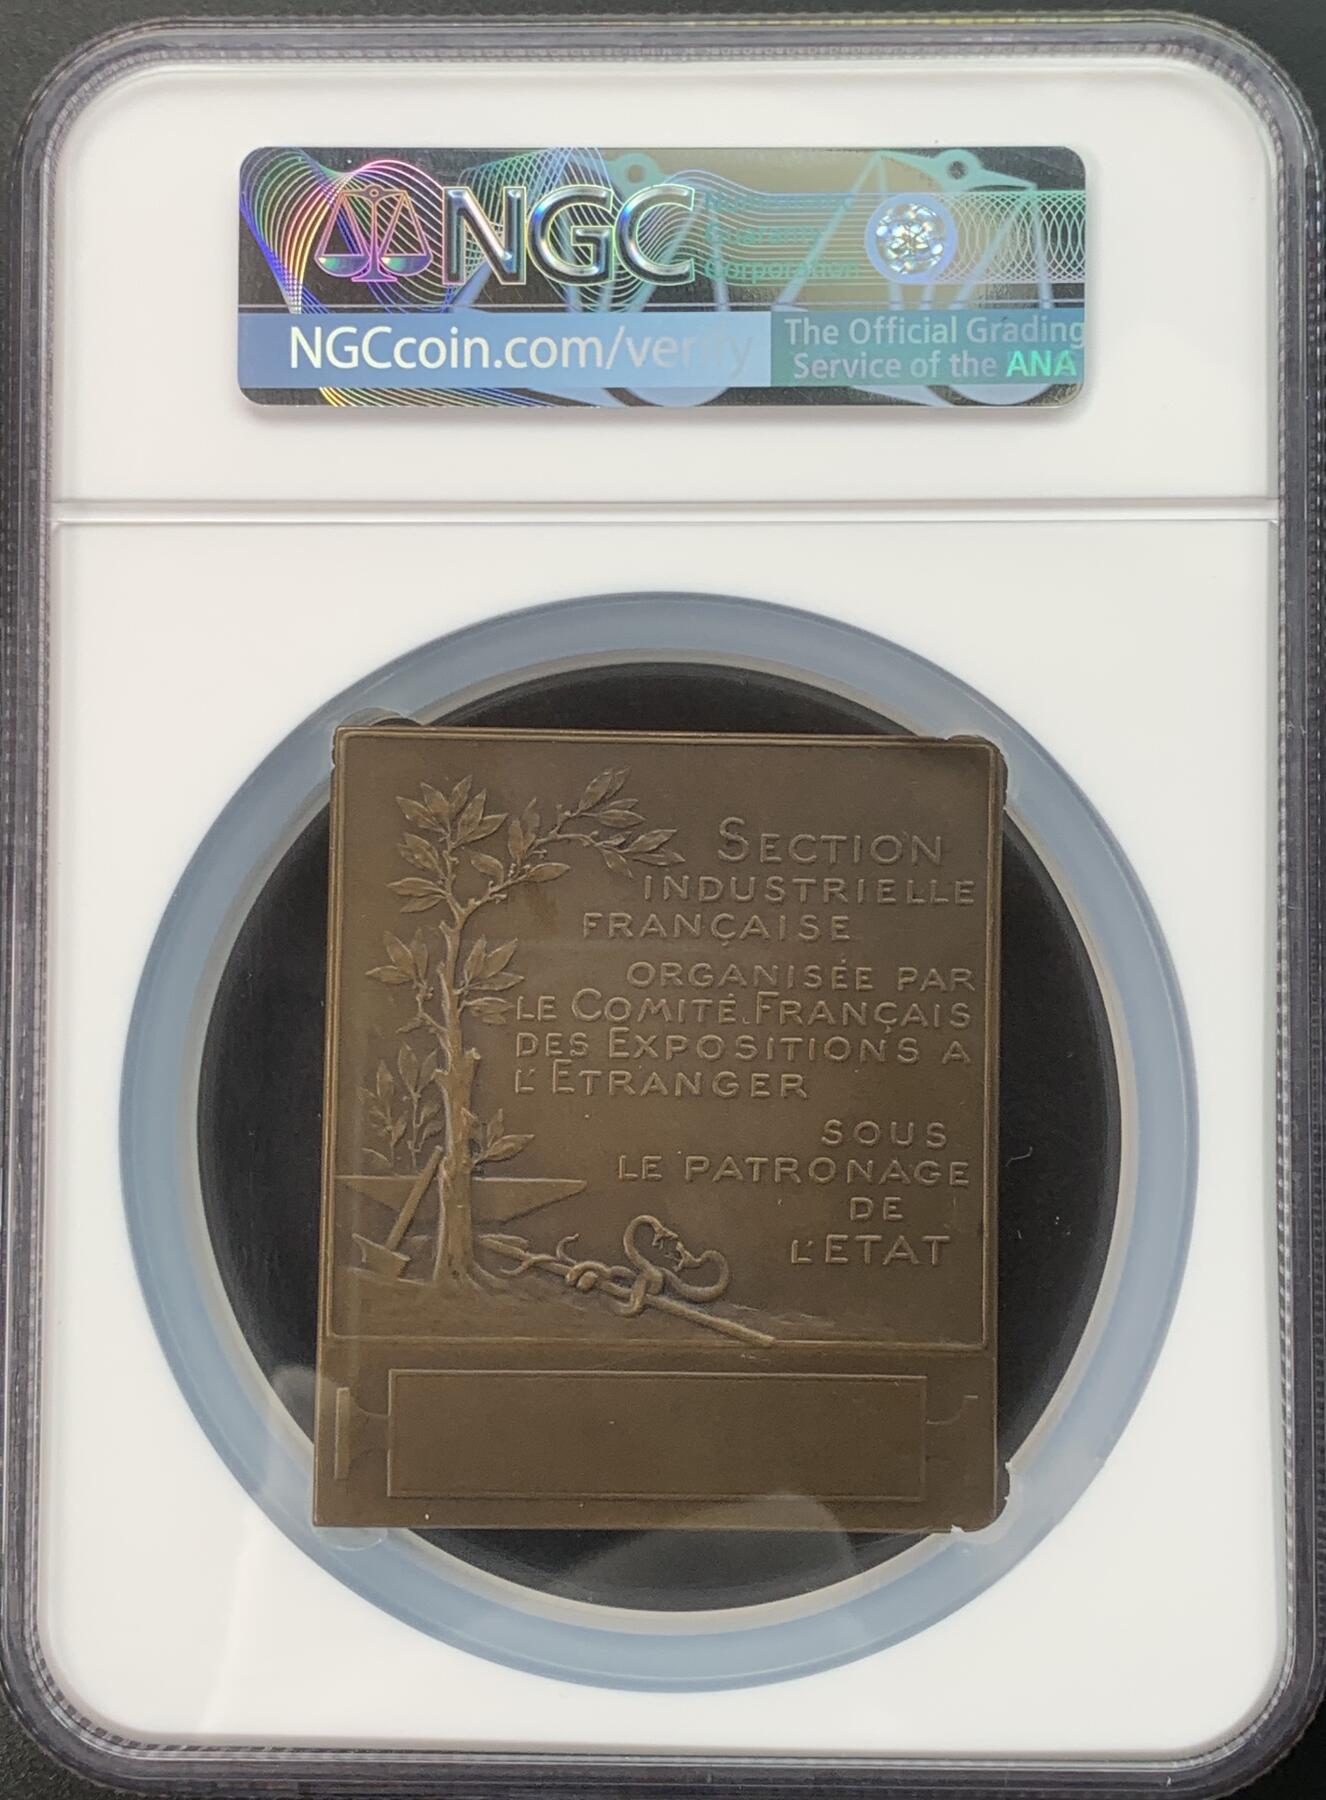 NGC
Numismatic
Guaranty
Corporation
NGCcoin.com/verify
The Official Grading
Service of the ANA
SECTION
INDUSTRIELLE
FRANÇAISE
ORGANISÉE PAR
LE COMITÉ FRANÇAIS
DES EXPOSITIONS A
L'ETRANGER
SOUS
LE PATRONAGE
DE
L'ETAT